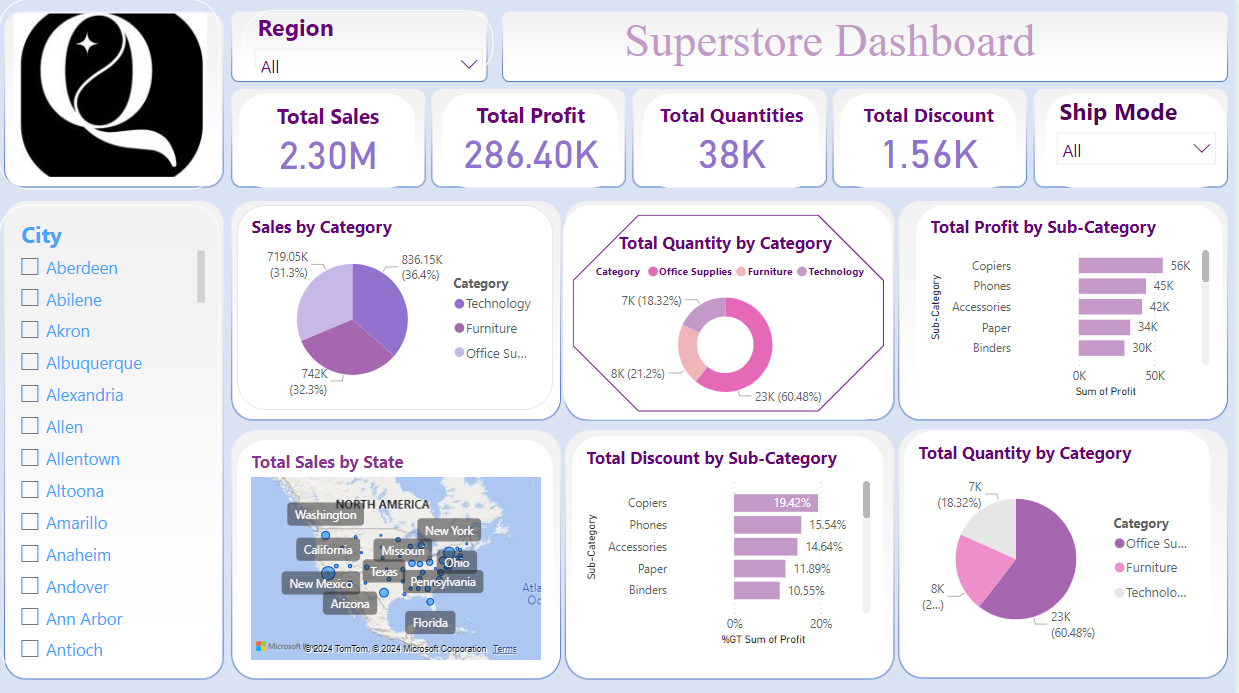 Q
Region
All
Superstore Dashboard
Total Sales
2.30M
Total Profit
286.40K
Total Quantities
38K
Total Discount
1.56K
Ship Mode
All
City
Aberdeen
Abilene
Akron
Albuquerque
Alexandria
Allen
Allentown
Altoona
Amarillo
Anaheim
Andover
Ann Arbor
Antioch
Sales by Category
719.05K
(31.3%)
836.15K
(36.4%)
742K
(32.3%)
Category
Technology
Furniture
Office Su...
Total Quantity by Category
Category Office Supplies Furniture Technology
7K (18.32%)
8K (21.2%)
23K (60.48%)
Total Profit by Sub-Category
Sub-Category
Copiers 56K
Phones 45K
Accessories 42K
Paper 34K
Binders 30K
0K 50K
Sum of Profit
Total Sales by State
NORTH AMERICA
Washington
New York
California
Missouri
Ohio
Texas
New Mexico
Pennsylvania
Arizona
Florida
Atla
Oc
Microsoft
©2024 TomTom, © 2024 Microsoft Corporation Terms
Total Discount by Sub-Category
Sub-Category
Copiers 19.42%
Phones 15.54%
Accessories 14.64%
Paper 11.89%
Binders 10.55%
0% 20%
%GT Sum of Profit
Total Quantity by Category
7K
(18.32%)
8K
(2...)
23K
(60.48%)
Category
Office Su...
Furniture
Technolo...